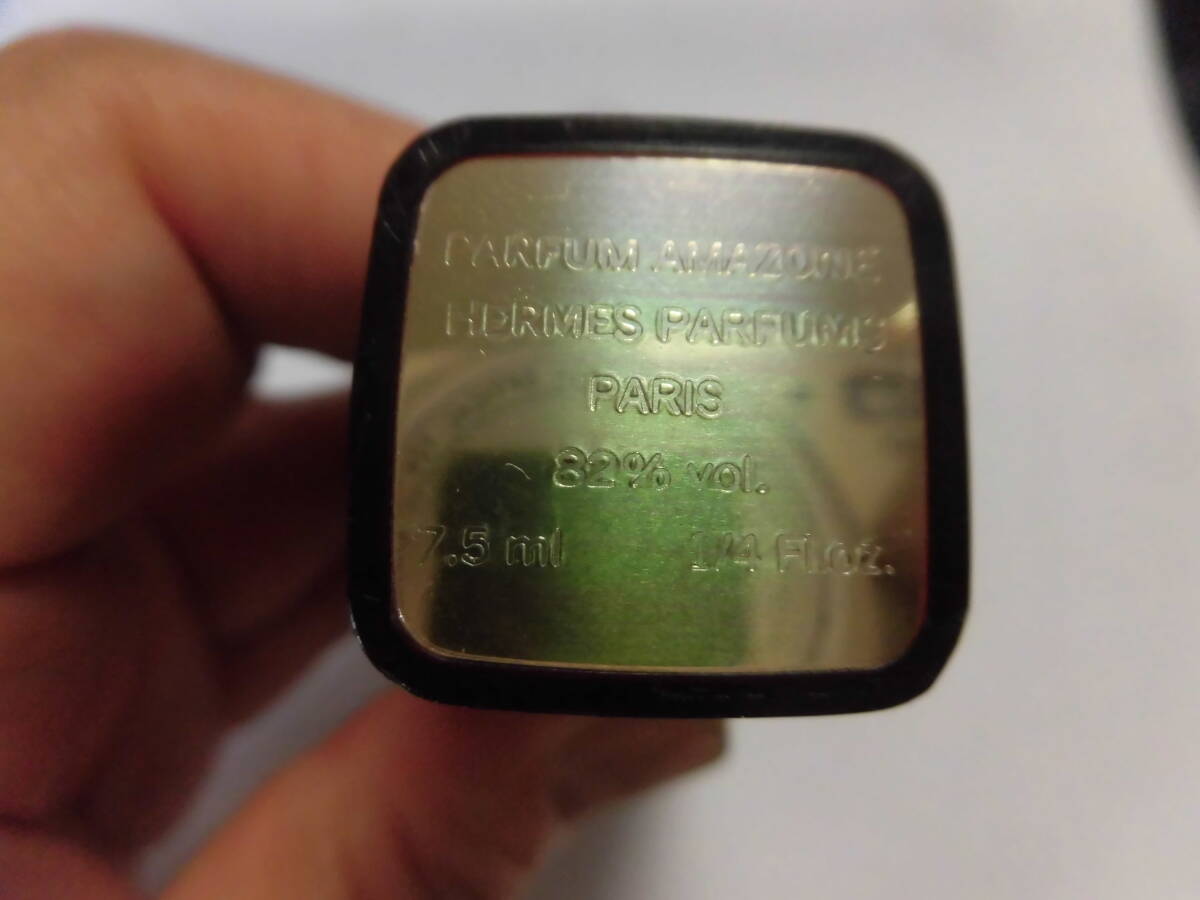 PARFUM AMAZONE
HERMES PARFUMS
PARIS
82% vol.
7.5 ml 1/4 Fl.oz.